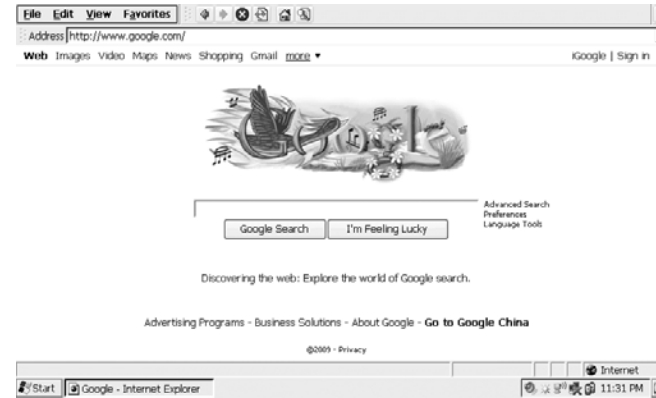 File Edit View Favorites
Address http://www.google.com/
Web Images Video Maps News Shopping Gmail more ▼
iGoogle | Sign in
Google
Advanced Search
Preferences
Language Tools
Google Search I'm Feeling Lucky
Discovering the web: Explore the world of Google search.
Advertising Programs - Business Solutions - About Google - Go to Google China
©2009 - Privacy
Internet
Start Google - Internet Explorer 11:31 PM